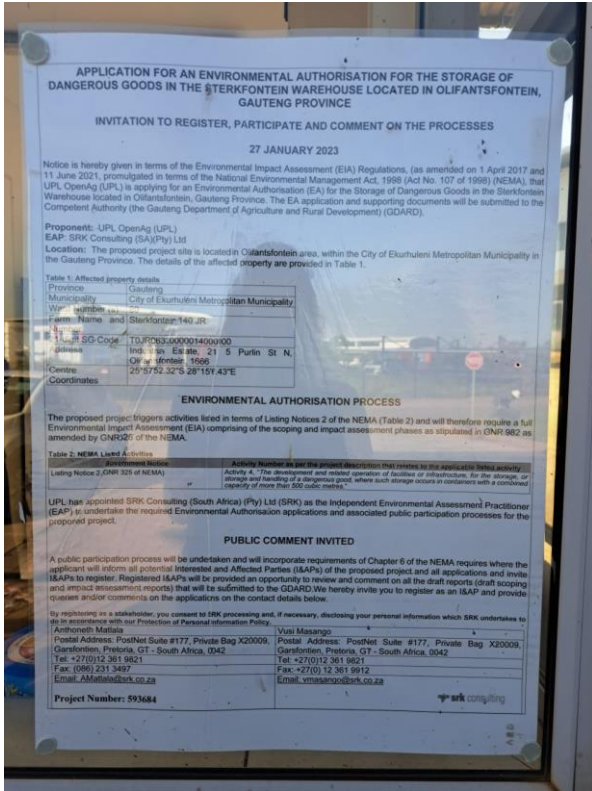 APPLICATION FOR AN ENVIRONMENTAL AUTHORISATION FOR THE STORAGE OF
DANGEROUS GOODS IN THE STERKFONTEIN WAREHOUSE LOCATED IN OLIFANTSFONTEIN,
GAUTENG PROVINCE
INVITATION TO REGISTER, PARTICIPATE AND COMMENT ON THE PROCESSES
27 JANUARY 2023
Notice is hereby given in terms of the Environmental Impact Assessment (EIA) Regulations, (as amended on 1 April 2017 and
11 June 2021, promulgated in terms of the National Environmental Management Act, 1998 (Act No. 107 of 1998) (NEMA), that
UPL OpenAg (UPL) is applying for an Environmental Authorisation (EA) for the Storage of Dangerous Goods in the Sterkfontein
Warehouse located in Olifantsfontein, Gauteng Province. The EA application and supporting documents will be submitted to the
Competent Authority (the Gauteng Department of Agriculture and Rural Development) (GDARD).
Proponent: UPL OpenAg (UPL)
EAP: SRK Consulting (SA)(Pty) Ltd
Location: The proposed project site is located in Olifantsfontein area, within the City of Ekurhuleni Metropolitan Municipality in
the Gauteng Province. The details of the affected property are provided in Table 1.
Table 1: Affected property details
Province Gauteng
Municipality City of Ekurhuleni Metropolitan Municipality
Number
Farm Name and Sterkfontein 140 JR
SG-Code
Address Estate, 21 5 Purlin St N,
Olifantsfontein, 1666
Centre
Coordinates
ENVIRONMENTAL AUTHORISATION PROCESS
The proposed project triggers activities listed in terms of Listing Notices 2 of the NEMA (Table 2) and will therefore require a full
Environmental Impact Assessment (EIA) comprising of the scoping and impact assessment phases as stipulated in GNR 982 as
amended by GNR326 of the NEMA.
Table 2: NEMA Listed Activities
Government Notice Activity Number as per the project description that relates to the applicable listed activity
Listing Notice 2,GNR 325 of NEMA) Activity 4, "The development and related operation of facilities or infrastructure, for the storage, or
storage and handling of a dangerous good, where such storage occurs in containers with a combined
capacity of more than 500 cubic metres."
UPL has appointed SRK Consulting (South Africa) (Pty) Ltd (SRK) as the Independent Environmental Assessment Practitioner
(EAP) to undertake the required Environmental Authorisation applications and associated public participation processes for the
proposed project.
PUBLIC COMMENT INVITED
A public participation process will be undertaken and will incorporate requirements of Chapter 6 of the NEMA requires where the
applicant will inform all potential Interested and Affected Parties (I&APs) of the proposed project and all applications and invite
I&APs to register. Registered I&APs will be provided an opportunity to review and comment on all the draft reports (draft scoping
and impact assessment reports) that will be submitted to the GDARD.We hereby invite you to register as an I&AP and provide
queries and/or comments on the applications on the contact details below.
By registering as a stakeholder, you consent to SRK processing and, if necessary, disclosing your personal information which SRK undertakes to
do in accordance with our Protection of Personal Information Policy.
Anthoneth Matlala
Postal Address: PostNet Suite #177, Private Bag X20009,
Garsfontien, Pretoria, GT - South Africa, 0042
Tel: +27(0)12 361 9821
Fax: (086) 231 3497
Email: AMatlala@srk.co.za
Vusi Masango
Postal Address: PostNet Suite #177, Private Bag X20009,
Garsfontien, Pretoria, GT - South Africa, 0042
Tel: +27(0)12 361 9821
Fax: +27(0) 12 361 9912
Email: vmasango@srk.co.za
Project Number: 593684
srk consulting